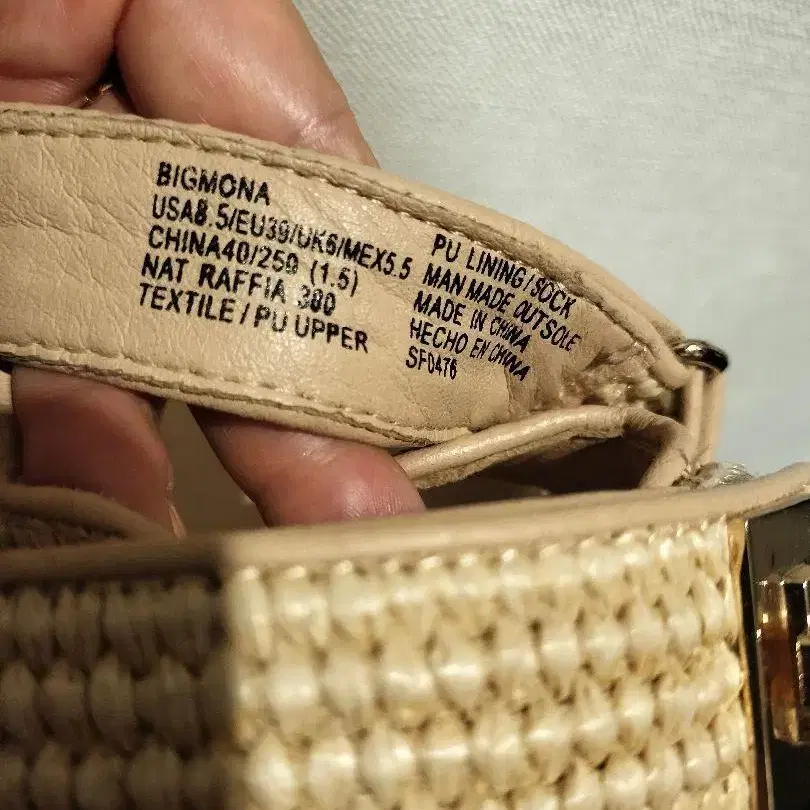 BIGMONA
USA8.5/EU39/UK6/MEX5.5
CHINA40/250 (1.5)
NAT RAFFIA 380
TEXTILE / PU UPPER
PU LINING/SOCK
MAN MADE OUTSOLE
MADE IN CHINA
HECHO EN CHINA
SF0476